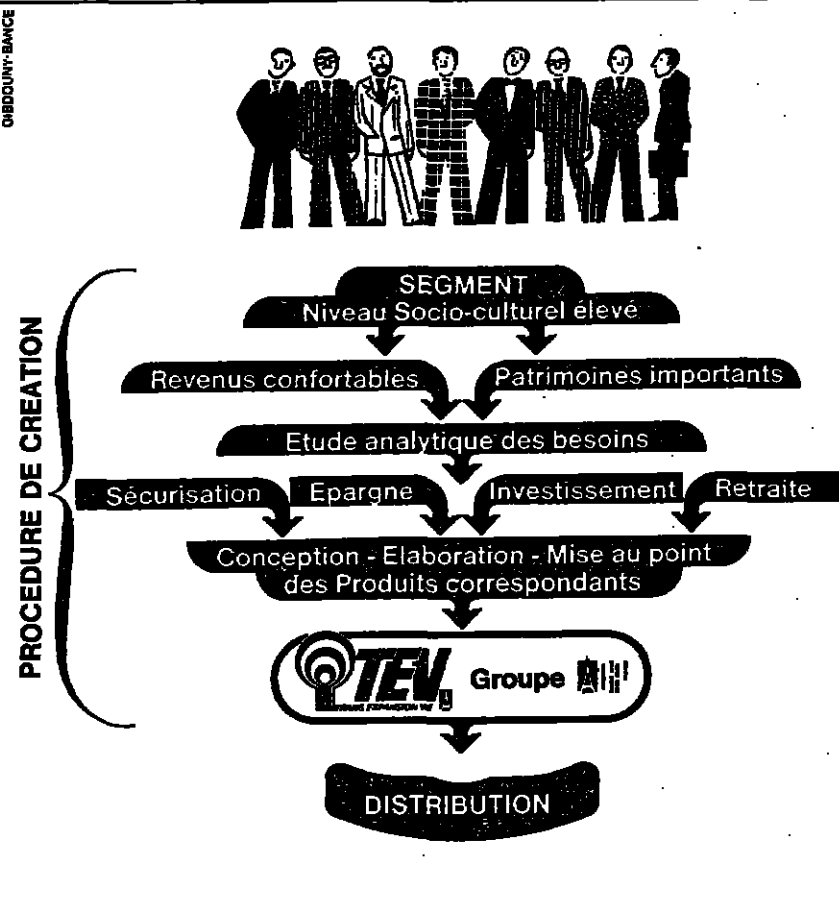 PROCEDURE DE CREATION
SEGMENT
Niveau Socio-culturel élevé
Revenus confortables
Patrimoines importants
Etude analytique des besoins
Sécurisation
Epargne
Investissement
Retraite
Conception - Elaboration - Mise au point
des Produits correspondants
TEV
Groupe
DISTRIBUTION